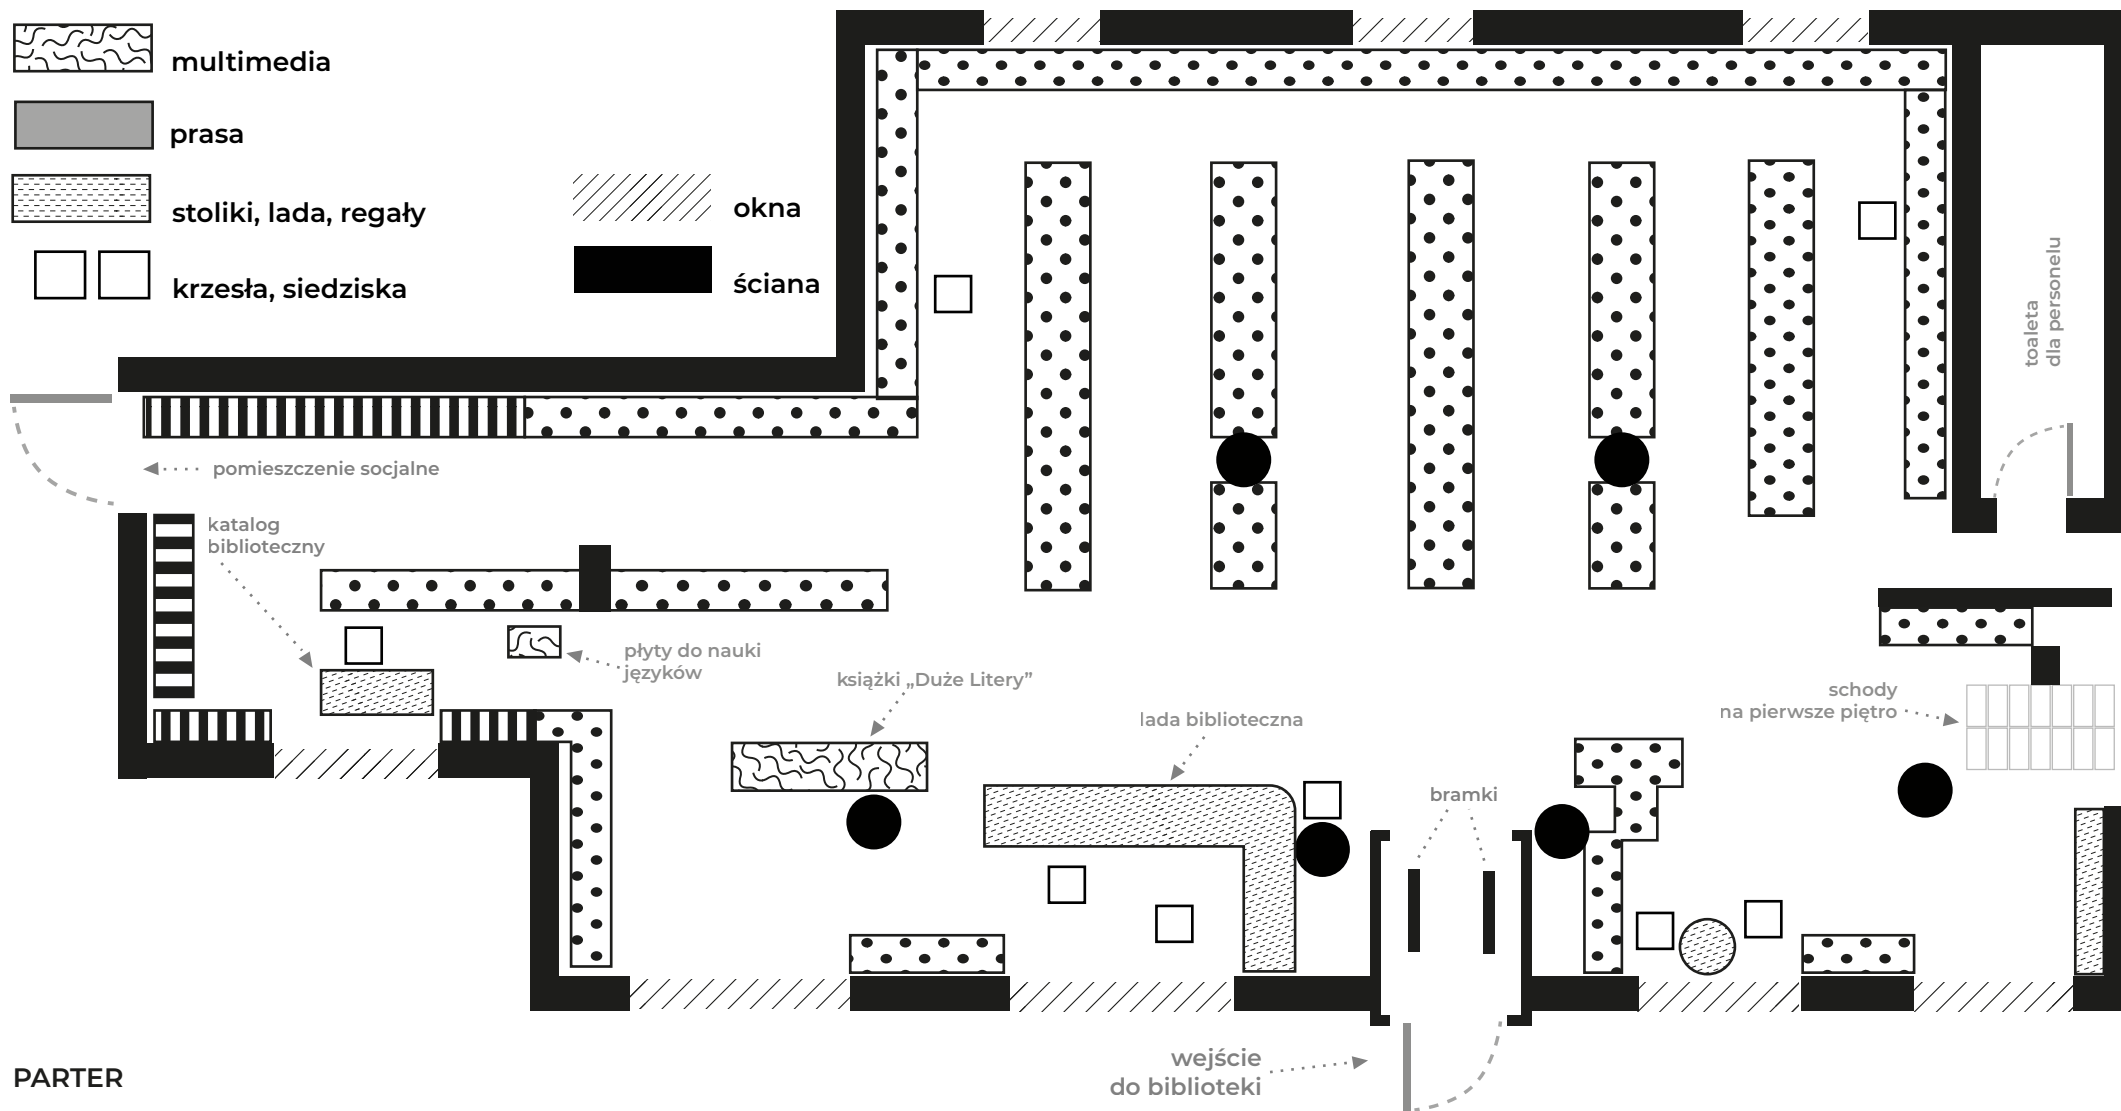 multimedia
prasa
stoliki, lada, regały
krzesła, siedziska
okna
ściana
toaleta
dla personelu
pomieszczenie socjalne
katalog
biblioteczny
płyty do nauki
języków
książki „Duże Litery”
lada biblioteczna
schody
na pierwsze piętro
bramki
wejście
do biblioteki
PARTER